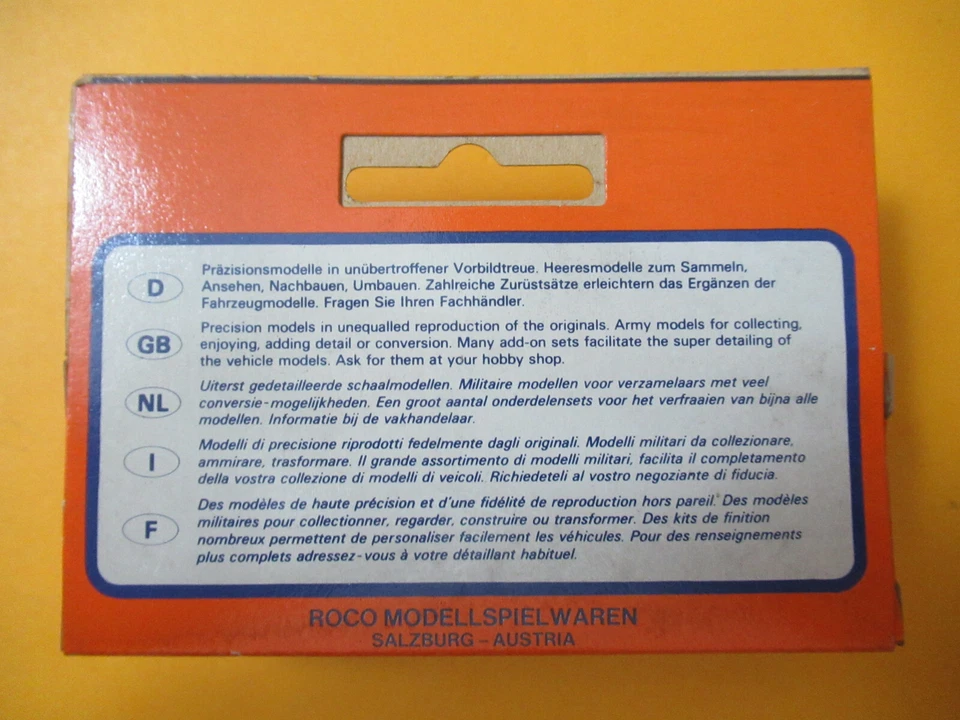 D
Präzisionsmodelle in unübertroffener Vorbildtreue. Heeresmodelle zum Sammeln,
Ansehen, Nachbauen, Umbauen. Zahlreiche Zurüstsätze erleichtern das Ergänzen der
Fahrzeugmodelle. Fragen Sie Ihren Fachhändler.
GB
Precision models in unequalled reproduction of the originals. Army models for collecting,
enjoying, adding detail or conversion. Many add-on sets facilitate the super detailing of
the vehicle models. Ask for them at your hobby shop.
NL
Uiterst gedetailleerde schaalmodellen. Militaire modellen voor verzamelaars met veel
conversie-mogelijkheden. Een groot aantal onderdelensets voor het verfraaien van bijna alle
modellen. Informatie bij de vakhandelaar.
I
Modelli di precisione riprodotti fedelmente dagli originali. Modelli militari da collezionare,
ammirare, trasformare. Il grande assortimento di modelli militari, facilita il completamento
della vostra collezione di modelli di veicoli. Richiedeteli al vostro negoziante di fiducia.
F
Des modèles de haute précision et d'une fidélité de reproduction hors pareil. Des modèles
militaires pour collectionner, regarder, construire ou transformer. Des kits de finition
nombreux permettent de personaliser facilement les véhicules. Pour des renseignements
plus complets adressez-vous à votre détaillant habituel.
ROCO MODELLSPIELWAREN
SALZBURG – AUSTRIA